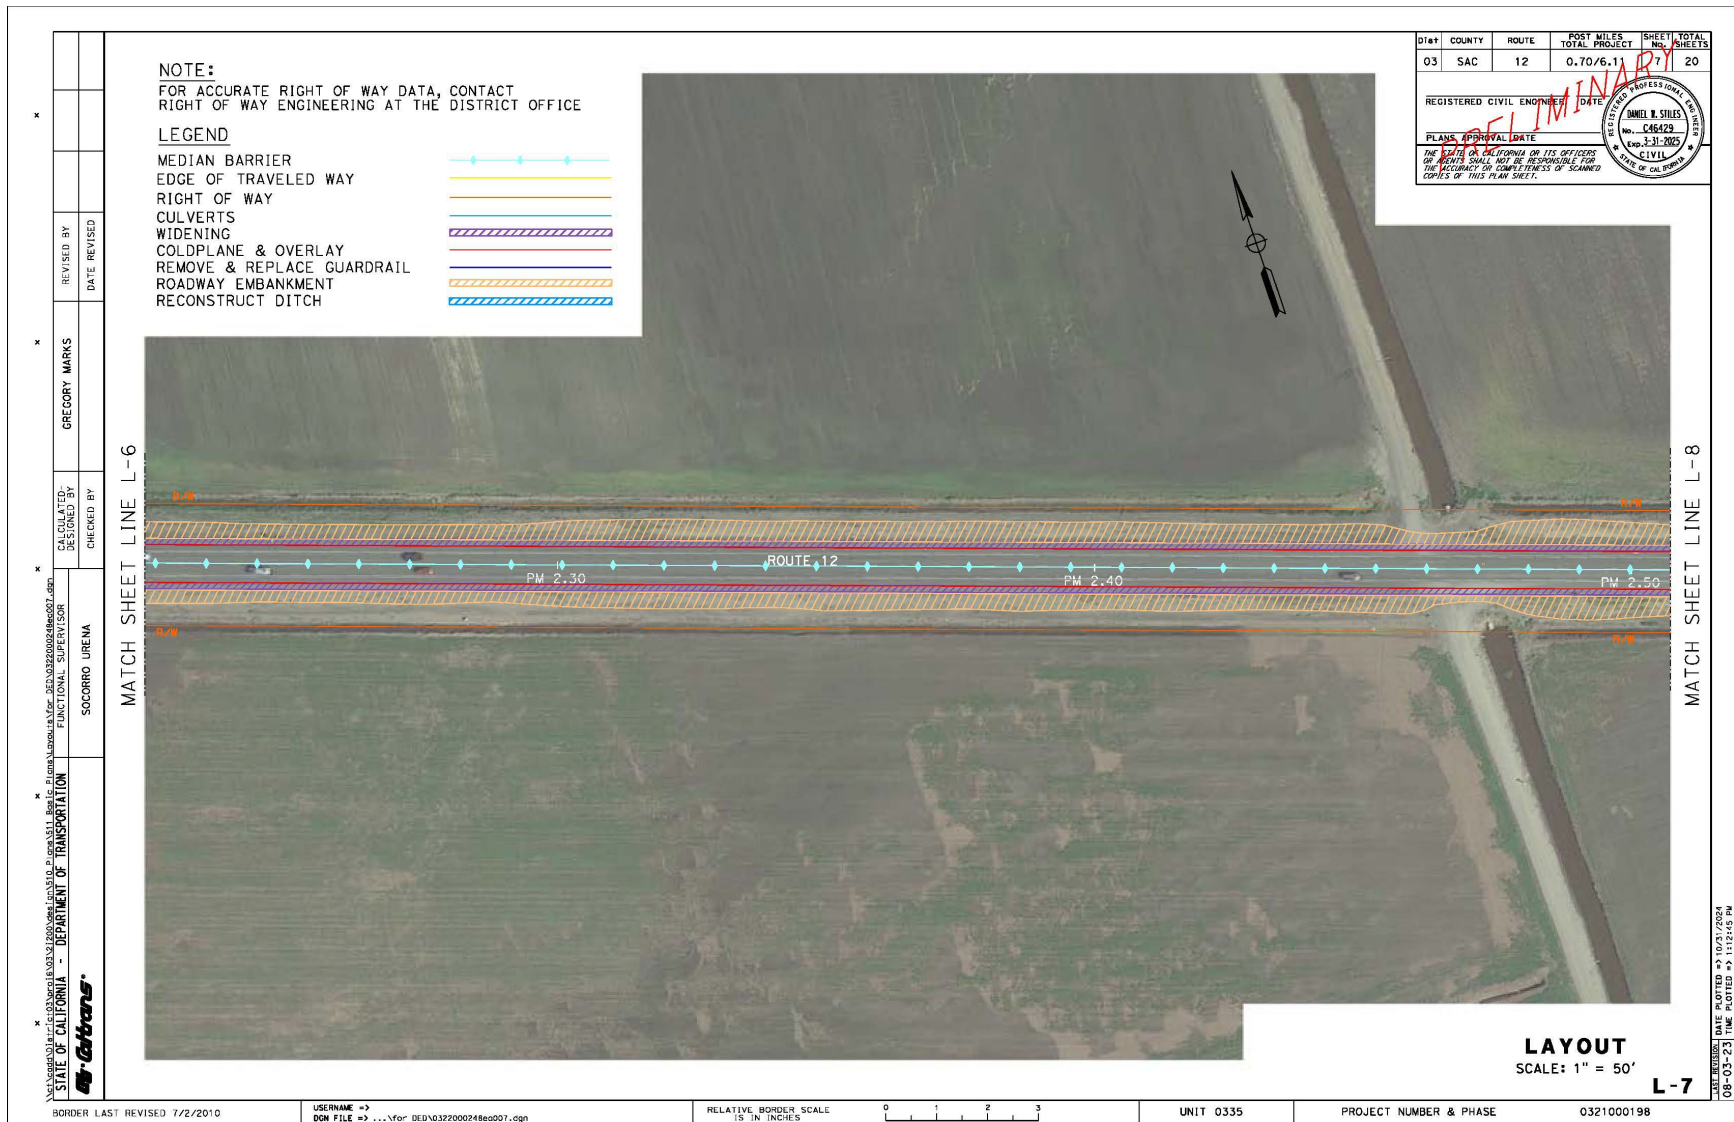 NOTE:
FOR ACCURATE RIGHT OF WAY DATA, CONTACT
RIGHT OF WAY ENGINEERING AT THE DISTRICT OFFICE
LEGEND
MEDIAN BARRIER
EDGE OF TRAVELED WAY
RIGHT OF WAY
CULVERTS
WIDENING
COLDPLANE & OVERLAY
REMOVE & REPLACE GUARDRAIL
ROADWAY EMBANKMENT
RECONSTRUCT DITCH
Dist COUNTY ROUTE POST MILES TOTAL PROJECT SHEET No. TOTAL SHEETS
03 SAC 12 0.70/6.11 7 20
REGISTERED CIVIL ENGINEER DATE
PLANS APPROVAL DATE
THE STATE OF CALIFORNIA OR ITS OFFICERS
OR AGENTS SHALL NOT BE RESPONSIBLE FOR
THE ACCURACY OR COMPLETENESS OF SCANNED
COPIES OF THIS PLAN SHEET.
PRELIMINARY
REGISTERED PROFESSIONAL ENGINEER
DANIEL W. STILES
No. C46429
Exp. 3-31-2025
CIVIL
STATE OF CALIFORNIA
REVISED BY
DATE REVISED
GREGORY MARKS
CALCULATED-
DESIGNED BY
CHECKED BY
FUNCTIONAL SUPERVISOR
SOCORRO URENA
STATE OF CALIFORNIA - DEPARTMENT OF TRANSPORTATION
Caltrans
MATCH SHEET LINE L-6
R/W
R/W
ROUTE 12
PM 2.30
PM 2.40
PM 2.50
R/W
R/W
MATCH SHEET LINE L-8
LAYOUT
SCALE: 1" = 50'
L-7
LAST REVISION
08-03-23
DATE PLOTTED => 10/31/2024
TIME PLOTTED => 1:12:45 PM
BORDER LAST REVISED 7/2/2010
USERNAME =>
DGN FILE => ...\for DED\0322000248ea007.dgn
RELATIVE BORDER SCALE
IS IN INCHES
0 1 2 3
UNIT 0335
PROJECT NUMBER & PHASE
0321000198